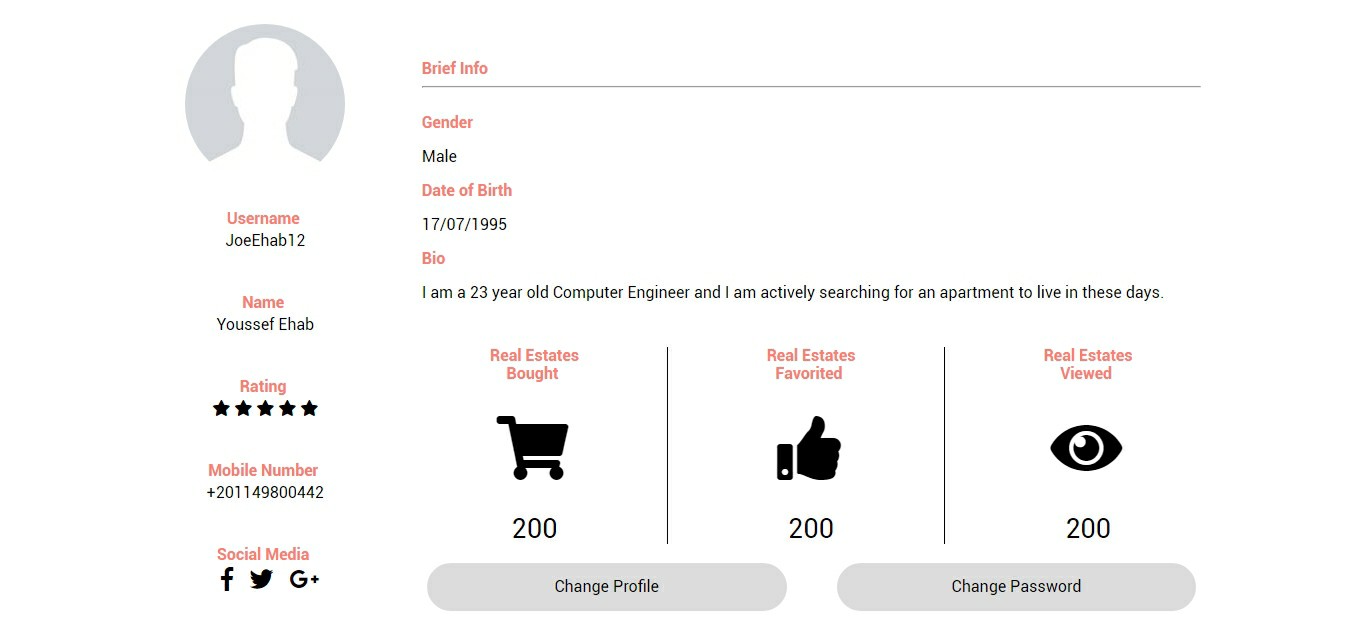 Username
JoeEhab12
Name
Youssef Ehab
Rating
Mobile Number
+201149800442
Social Media
Brief Info
Gender
Male
Date of Birth
17/07/1995
Bio
I am a 23 year old Computer Engineer and I am actively searching for an apartment to live in these days.
Real Estates
Bought
200
Real Estates
Favorited
200
Real Estates
Viewed
200
Change Profile
Change Password